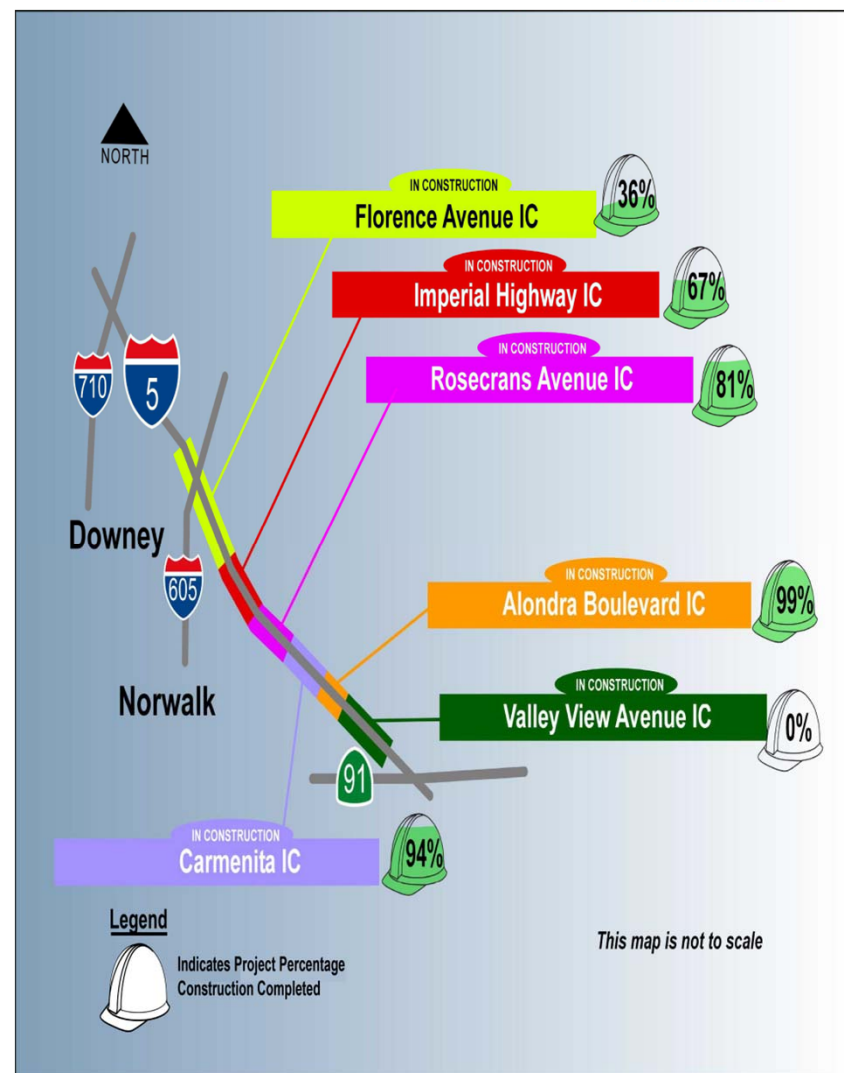 NORTH
IN CONSTRUCTION
Florence Avenue IC
36%
IN CONSTRUCTION
Imperial Highway IC
67%
IN CONSTRUCTION
Rosecrans Avenue IC
81%
710
5
Downey
605
IN CONSTRUCTION
Alondra Boulevard IC
99%
Norwalk
IN CONSTRUCTION
Valley View Avenue IC
0%
91
IN CONSTRUCTION
Carmenita IC
94%
Legend
Indicates Project Percentage
Construction Completed
This map is not to scale